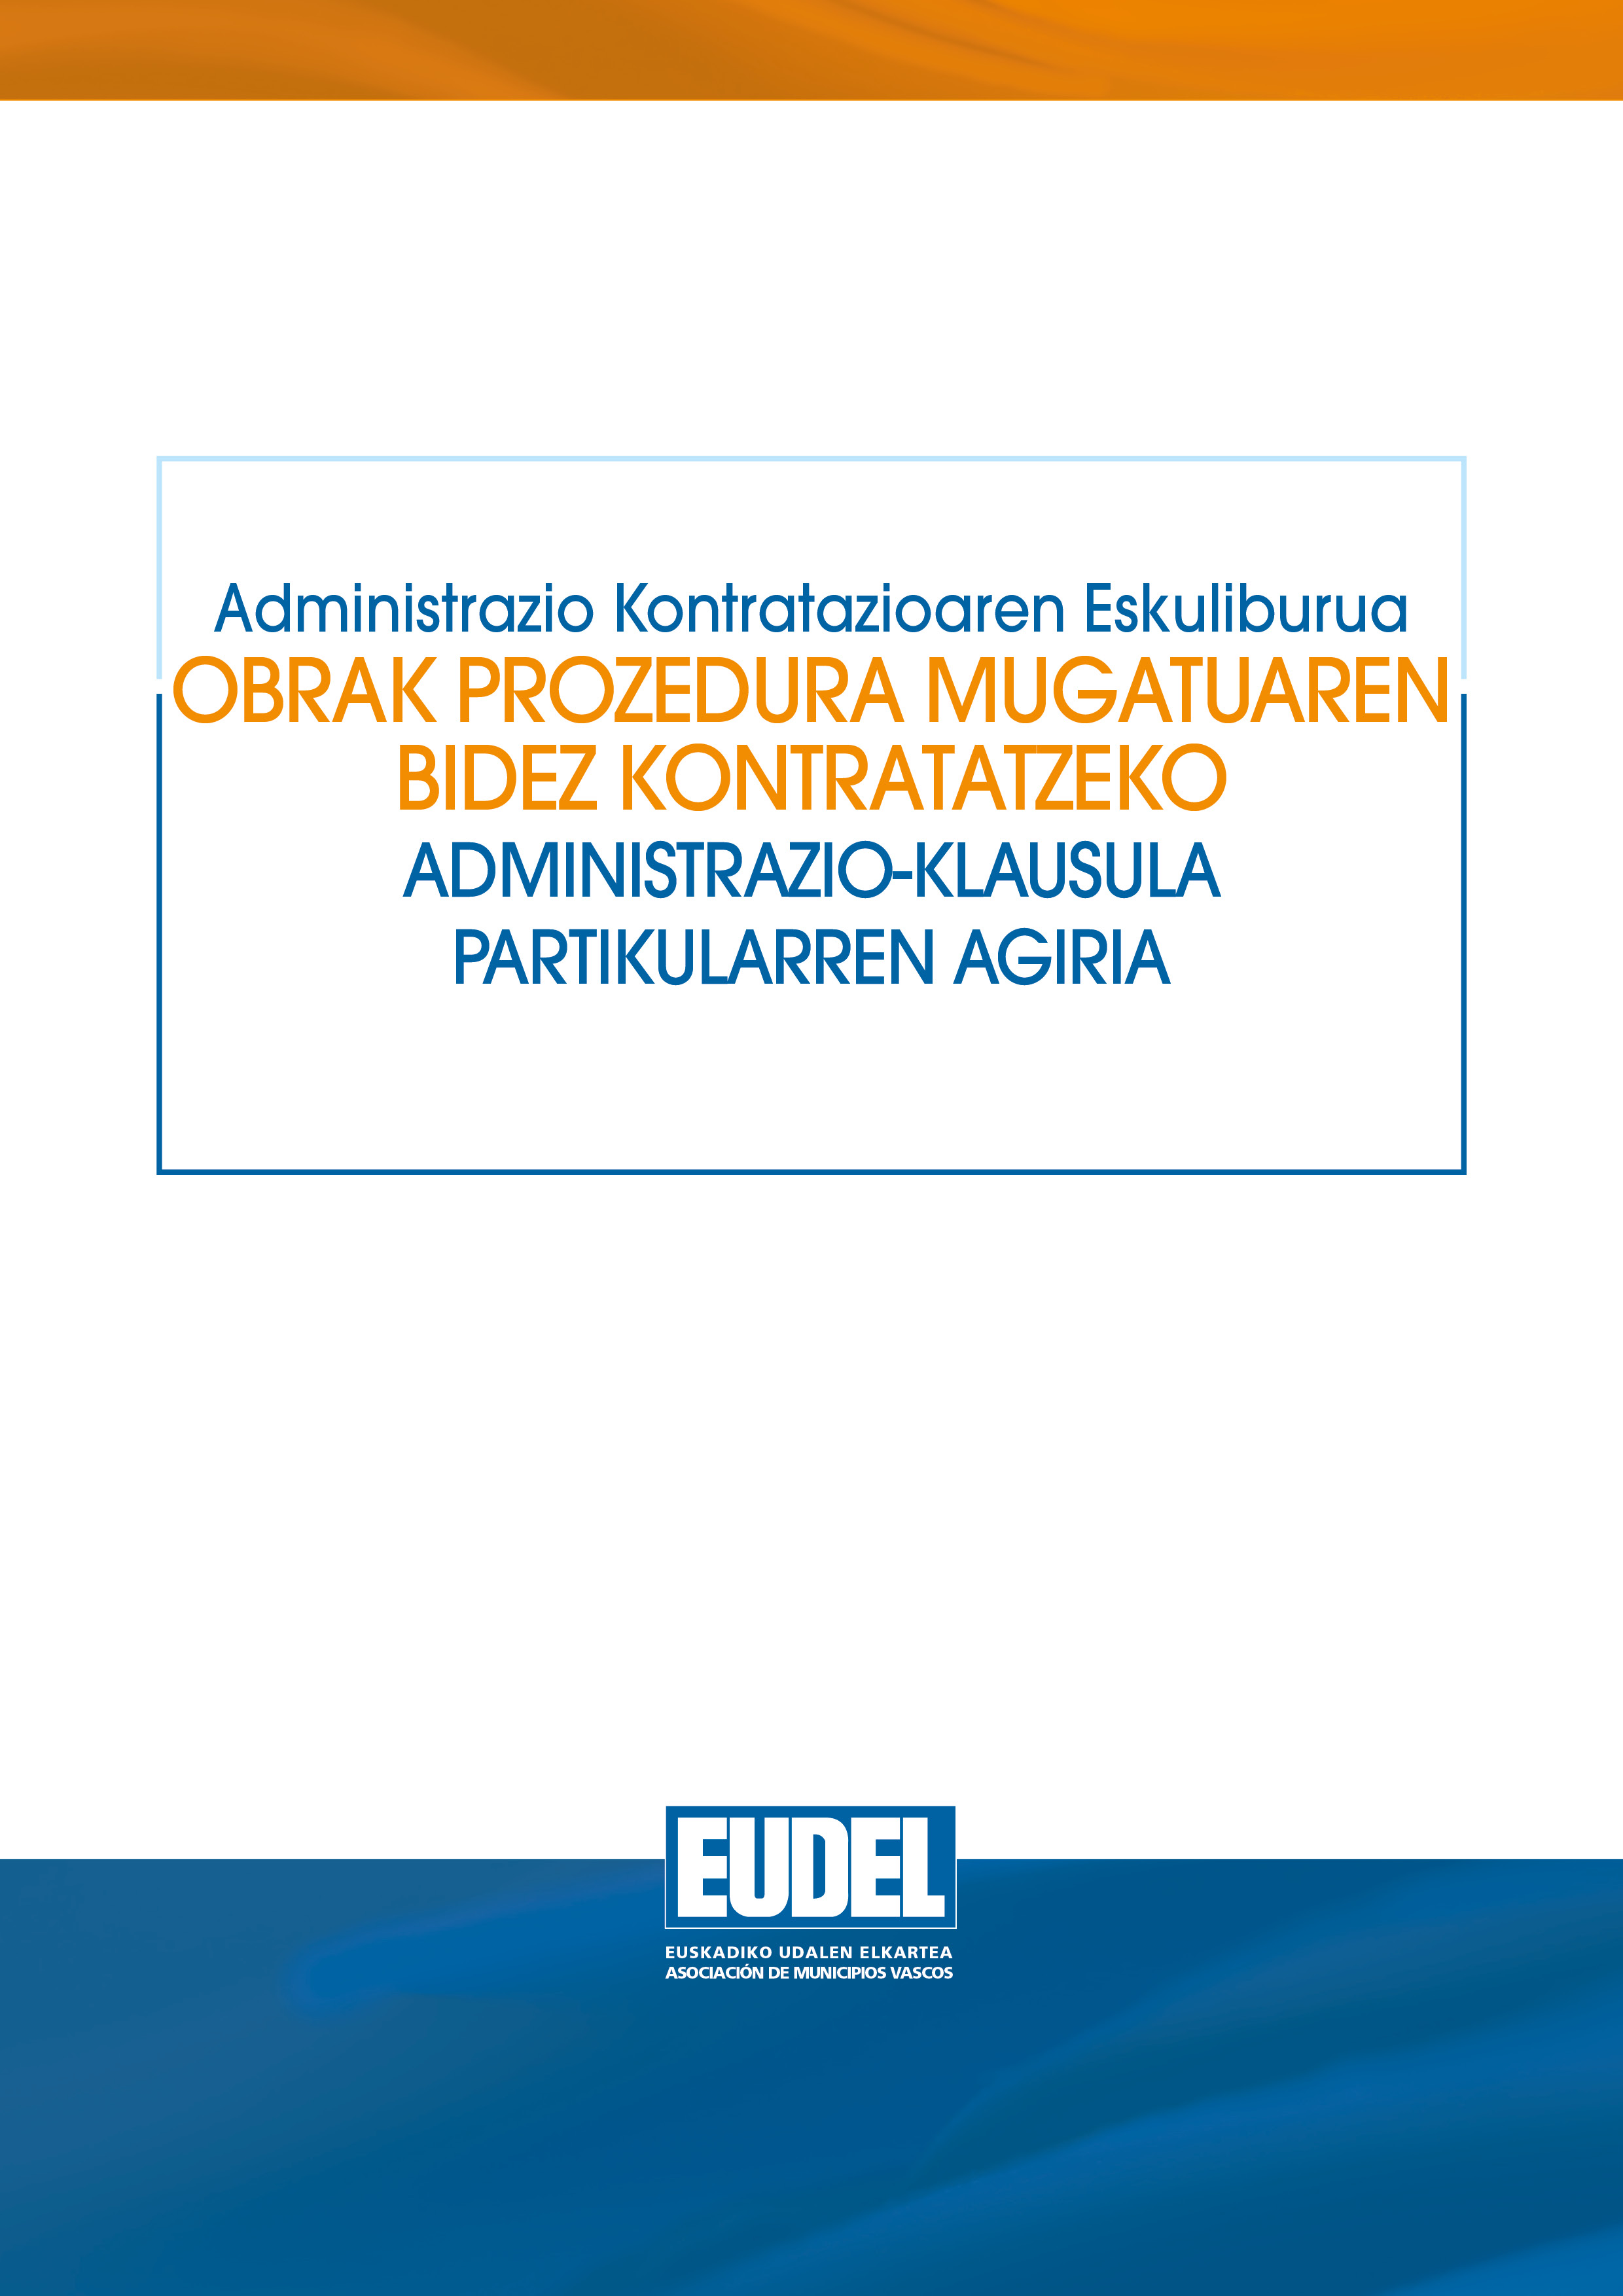 Administrazio Kontratazioaren Eskuliburua
OBRAK PROZEDURA MUGATUAREN
BIDEZ KONTRATATZEKO
ADMINISTRAZIO-KLAUSULA
PARTIKULARREN AGIRIA
EUDEL
EUSKADIKO UDALEN ELKARTEA
ASOCIACIÓN DE MUNICIPIOS VASCOS